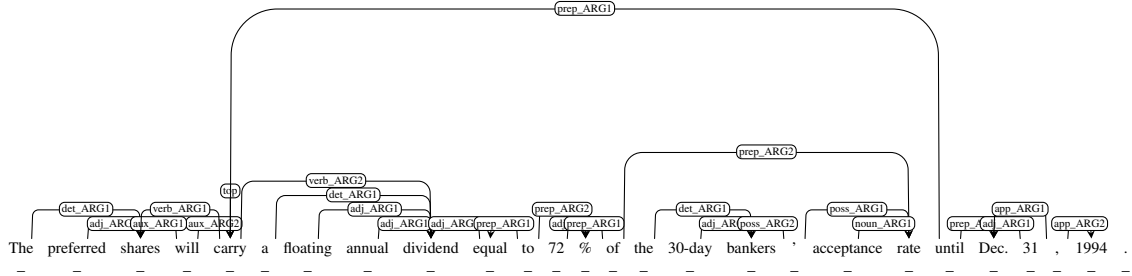 prep_ARG1
prep_ARG2
top
verb_ARG2
det_ARG1
det_ARG1 verb_ARG1 adj_ARG1 prep_ARG2 det_ARG1 poss_ARG1 app_ARG1
aux_ARG1 aux_ARG2 adj_ARG1 prep_ARG1 prep_ARG1 poss_ARG2 noun_ARG1 app_ARG2
The preferred shares will carry a floating annual dividend equal to 72 % of the 30-day bankers ' acceptance rate until Dec. 31 , 1994 .
_ _ _ _ _ _ _ _ _ _ _ _ _ _ _ _ _ _ _ _ _ _ _ _ _ _